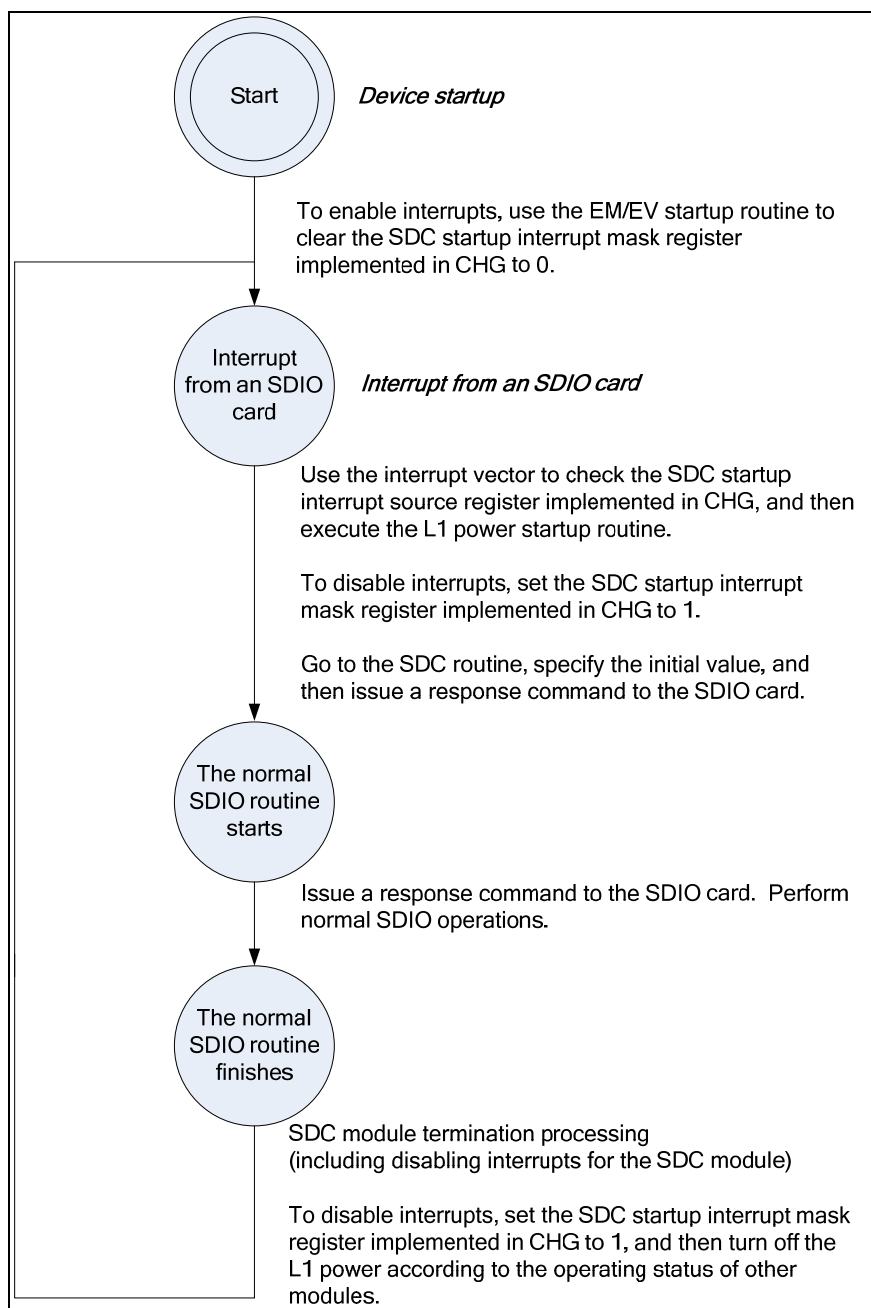 Start
Device startup
To enable interrupts, use the EM/EV startup routine to
clear the SDC startup interrupt mask register
implemented in CHG to 0.
Interrupt
from an SDIO
card
Interrupt from an SDIO card
Use the interrupt vector to check the SDC startup
interrupt source register implemented in CHG, and then
execute the L1 power startup routine.
To disable interrupts, set the SDC startup interrupt
mask register implemented in CHG to 1.
Go to the SDC routine, specify the initial value, and
then issue a response command to the SDIO card.
The normal
SDIO routine
starts
Issue a response command to the SDIO card.  Perform
normal SDIO operations.
The normal
SDIO routine
finishes
SDC module termination processing
(including disabling interrupts for the SDC module)
To disable interrupts, set the SDC startup interrupt mask
register implemented in CHG to 1, and then turn off the
L1 power according to the operating status of other
modules.